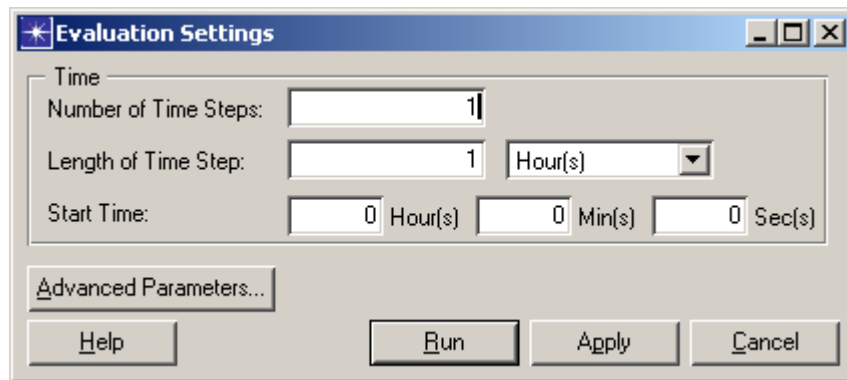 Evaluation Settings
Time
Number of Time Steps: 1
Length of Time Step: 1 Hour(s)
Start Time: 0 Hour(s) 0 Min(s) 0 Sec(s)
Advanced Parameters...
Help Run Apply Cancel